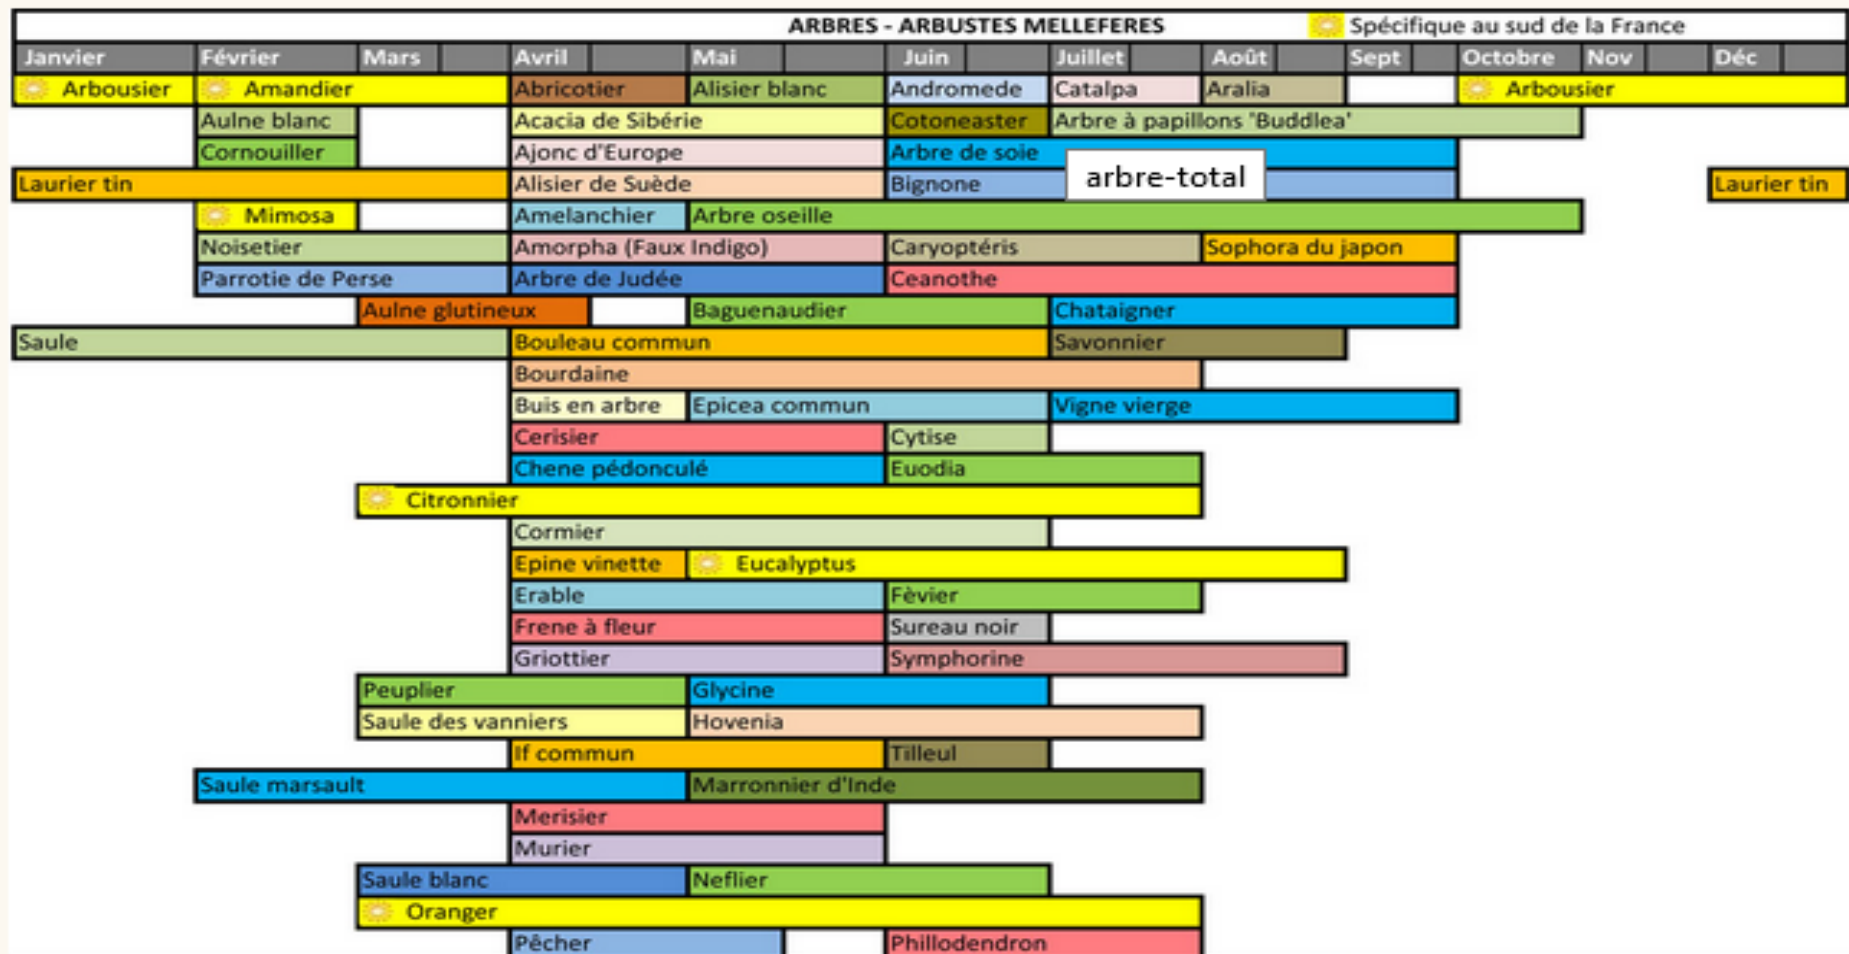 ARBRES - ARBUSTES MELLEFERES Spécifique au sud de la France
Janvier Février Mars Avril Mai Juin Juillet Août Sept Octobre Nov Déc
Arbousier Amandier Abricotier Alisier blanc Andromede Catalpa Aralia Arbousier
Aulne blanc Acacia de Sibérie Cotoneaster Arbre à papillons 'Buddlea'
Cornouiller Ajonc d'Europe Arbre de soie
arbre-total
Laurier tin Alisier de Suède Bignone Laurier tin
Mimosa Amelanchier Arbre oseille
Noisetier Amorpha (Faux Indigo) Caryoptéris Sophora du japon
Parrotie de Perse Arbre de Judée Ceanothe
Aulne glutineux Baguenaudier Chataigner
Saule Bouleau commun Savonnier
Bourdaine
Buis en arbre Epicea commun Vigne vierge
Cerisier Cytise
Chene pédonculé Euodia
Citronnier
Cormier
Epine vinette Eucalyptus
Erable Fèvier
Frene à fleur Sureau noir
Griottier Symphorine
Peuplier Glycine
Saule des vanniers Hovenia
If commun Tilleul
Saule marsault Marronnier d'Inde
Merisier
Murier
Saule blanc Neflier
Oranger
Pêcher Phillodendron